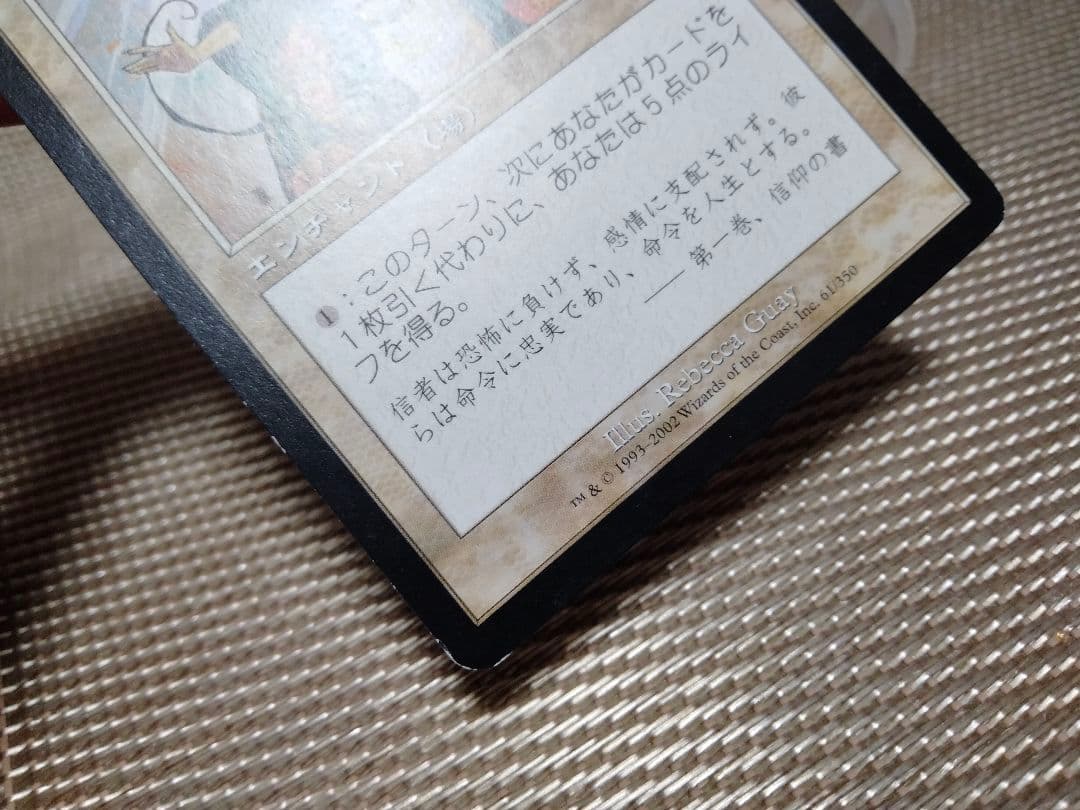 エンチャント（場）
1：このターン、次にあなたがカードを
1枚引く代わりに、あなたは5点のライ
フを得る。
信者は恐怖に負けず、感情に支配されず。彼
らは命令に忠実であり、命令を人生とする。
――第一巻、信仰の書
Illus. Rebecca Guay
™ & © 1993–2002 Wizards of the Coast, Inc. 61/350